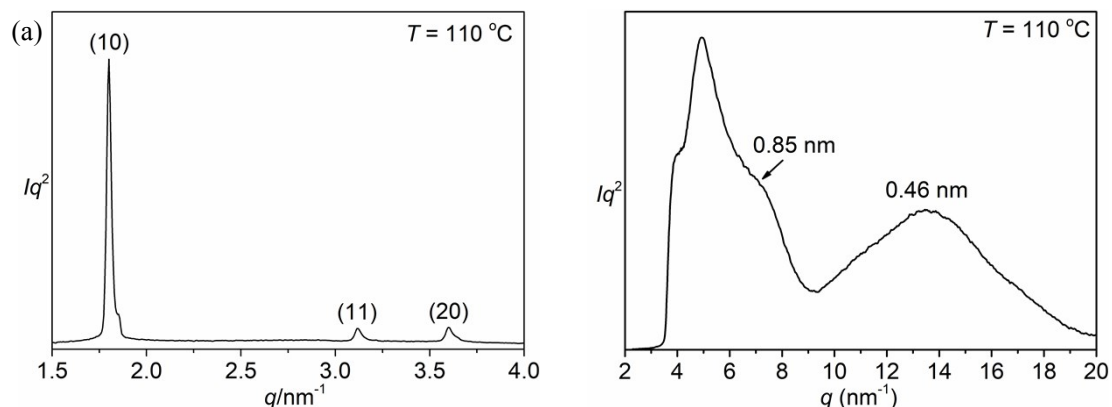 (a)
T = 110 °C
(10)
(11)
(20)
Iq²
1.5 2.0 2.5 3.0 3.5 4.0
q/nm⁻¹
T = 110 °C
0.85 nm
0.46 nm
Iq²
2 4 6 8 10 12 14 16 18 20
q (nm⁻¹)